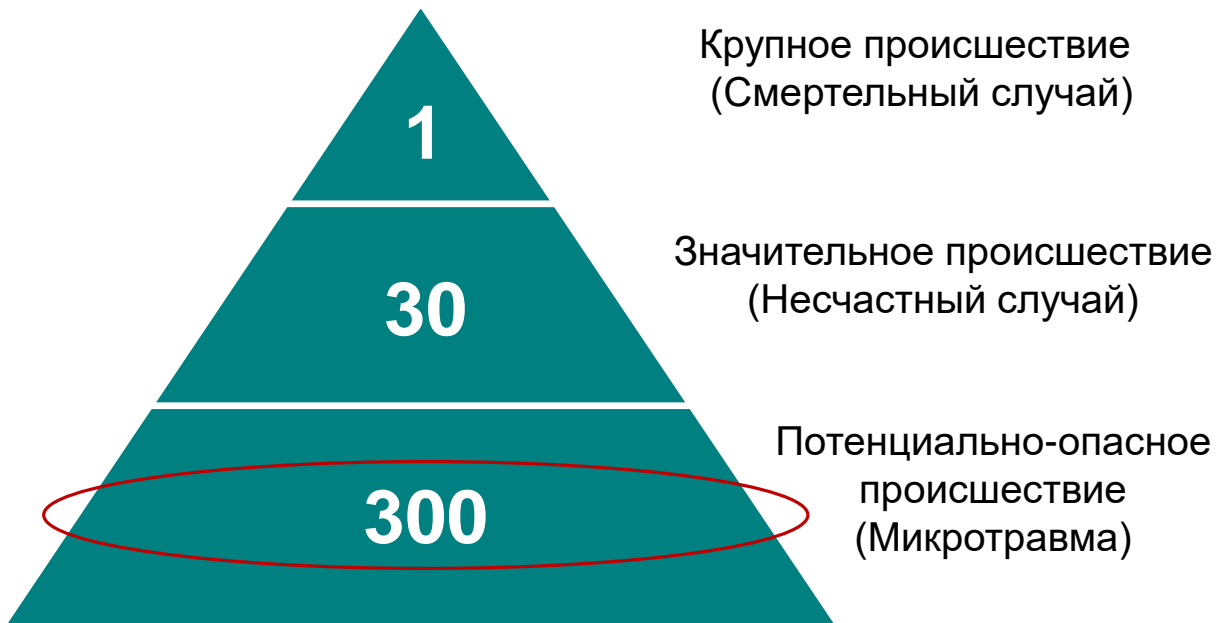 1
Крупное происшествие
(Смертельный случай)
30
Значительное происшествие
(Несчастный случай)
300
Потенциально-опасное
происшествие
(Микротравма)